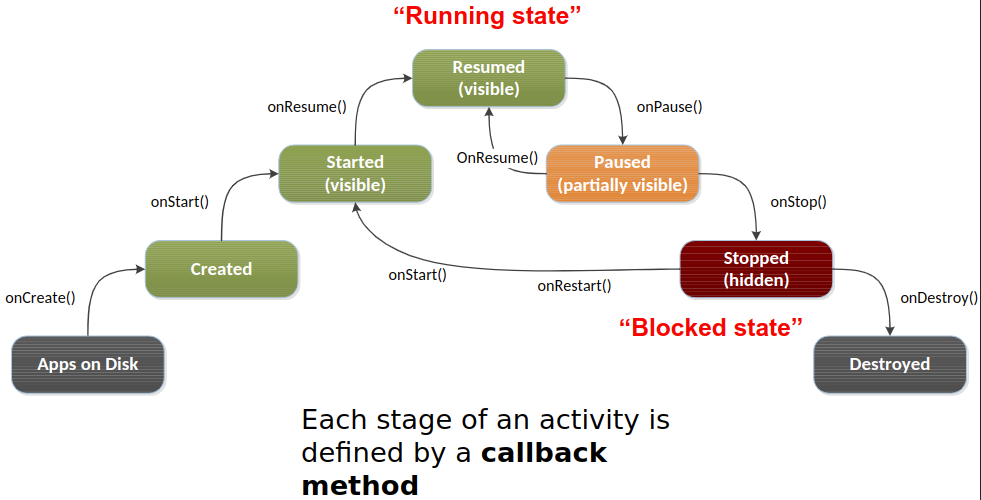 “Running state”
Resumed
(visible)
onResume()
onPause()
OnResume()
Started
(visible)
Paused
(partially visible)
onStart()
onStop()
Created
Stopped
(hidden)
onStart()
onRestart()
onCreate()
onDestroy()
“Blocked state”
Apps on Disk
Destroyed
Each stage of an activity is
defined by a callback
method